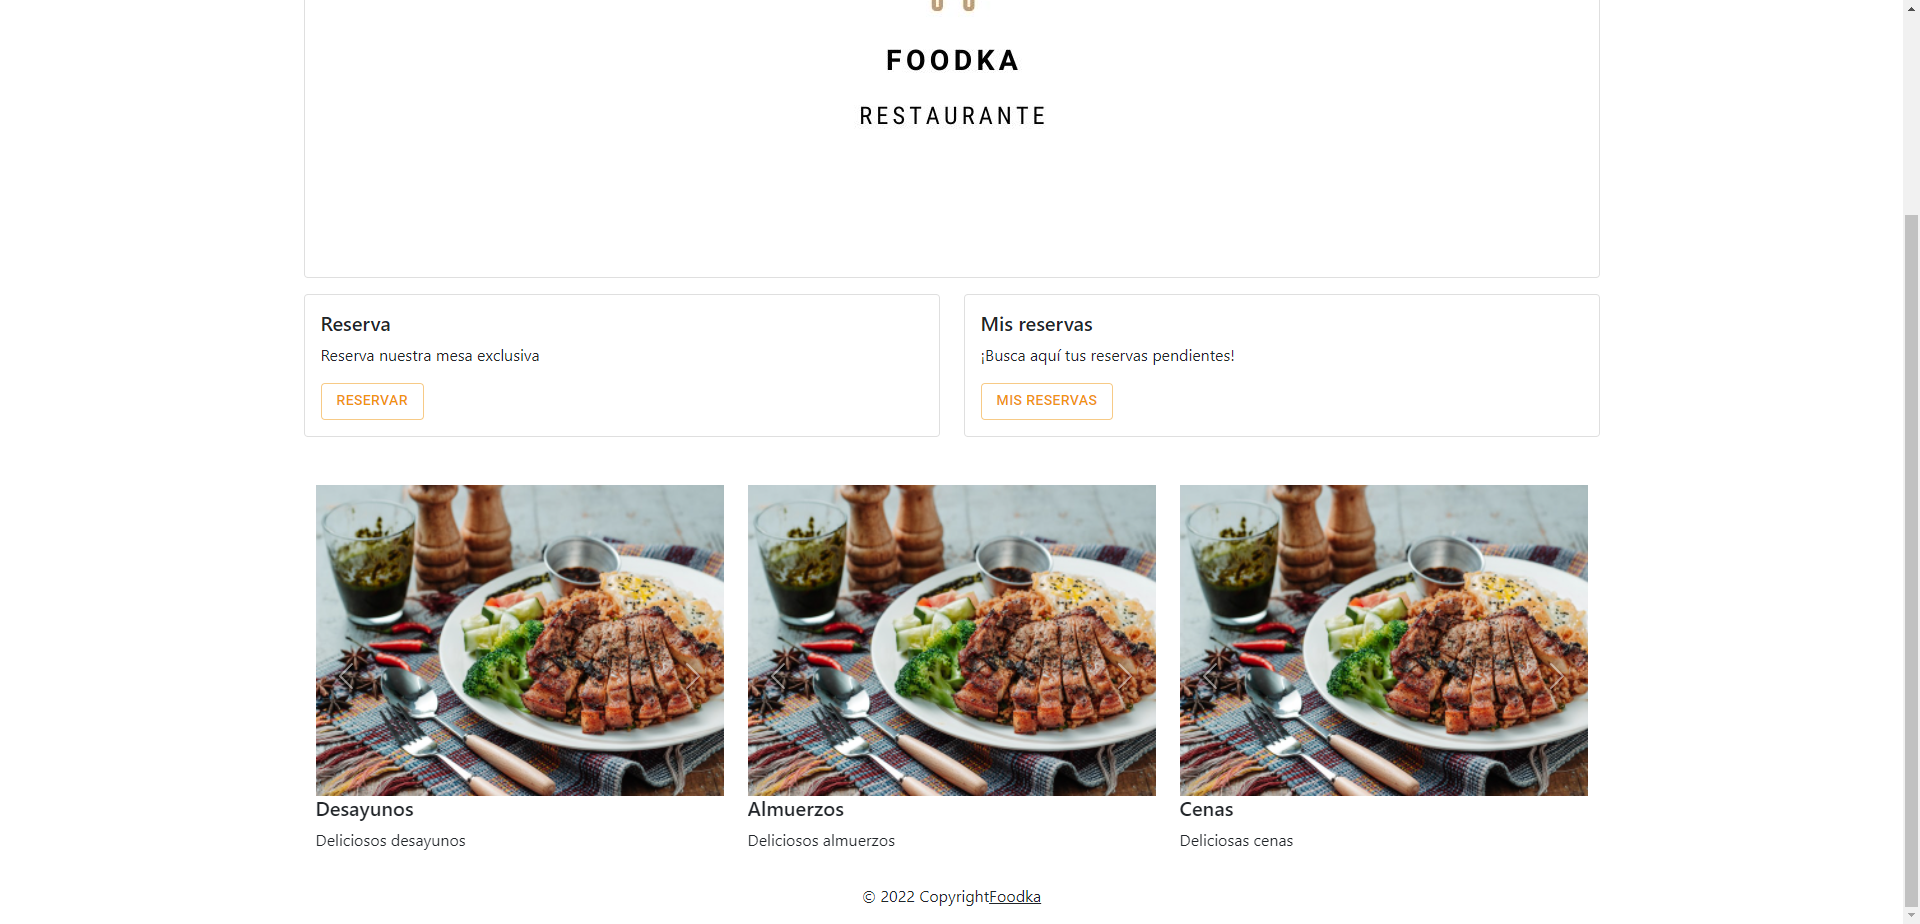 FOODKA
RESTAURANTE
Reserva
Reserva nuestra mesa exclusiva
RESERVAR
Mis reservas
¡Busca aquí tus reservas pendientes!
MIS RESERVAS
Desayunos
Deliciosos desayunos
Almuerzos
Deliciosos almuerzos
Cenas
Deliciosas cenas
© 2022 CopyrightFoodka